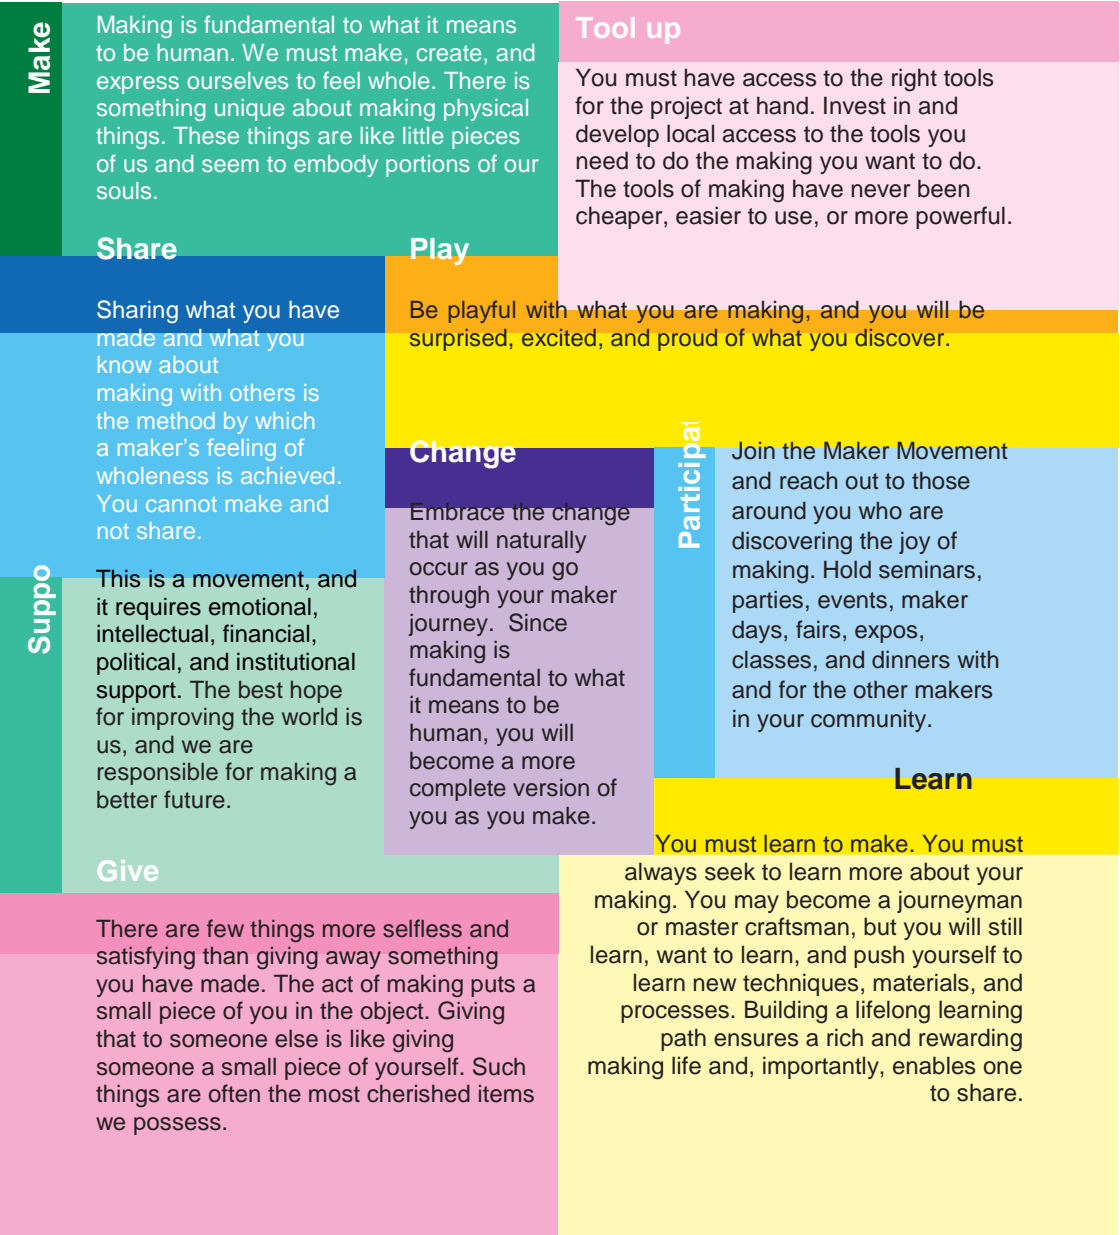 Make
Making is fundamental to what it means
to be human. We must make, create, and
express ourselves to feel whole. There is
something unique about making physical
things. These things are like little pieces
of us and seem to embody portions of our
souls.
Tool up
You must have access to the right tools
for the project at hand. Invest in and
develop local access to the tools you
need to do the making you want to do.
The tools of making have never been
cheaper, easier to use, or more powerful.
Share
Sharing what you have
made and what you
know about
making with others is
the method by which
a maker’s feeling of
wholeness is achieved.
You cannot make and
not share.
Play
Be playful with what you are making, and you will be
surprised, excited, and proud of what you discover.
Change
Embrace the change
that will naturally
occur as you go
through your maker
journey. Since
making is
fundamental to what
it means to be
human, you will
become a more
complete version of
you as you make.
Participat
Join the Maker Movement
and reach out to those
around you who are
discovering the joy of
making. Hold seminars,
parties, events, maker
days, fairs, expos,
classes, and dinners with
and for the other makers
in your community.
Suppo
This is a movement, and
it requires emotional,
intellectual, financial,
political, and institutional
support. The best hope
for improving the world is
us, and we are
responsible for making a
better future.
Learn
You must learn to make. You must
always seek to learn more about your
making. You may become a journeyman
or master craftsman, but you will still
learn, want to learn, and push yourself to
learn new techniques, materials, and
processes. Building a lifelong learning
path ensures a rich and rewarding
making life and, importantly, enables one
to share.
Give
There are few things more selfless and
satisfying than giving away something
you have made. The act of making puts a
small piece of you in the object. Giving
that to someone else is like giving
someone a small piece of yourself. Such
things are often the most cherished items
we possess.